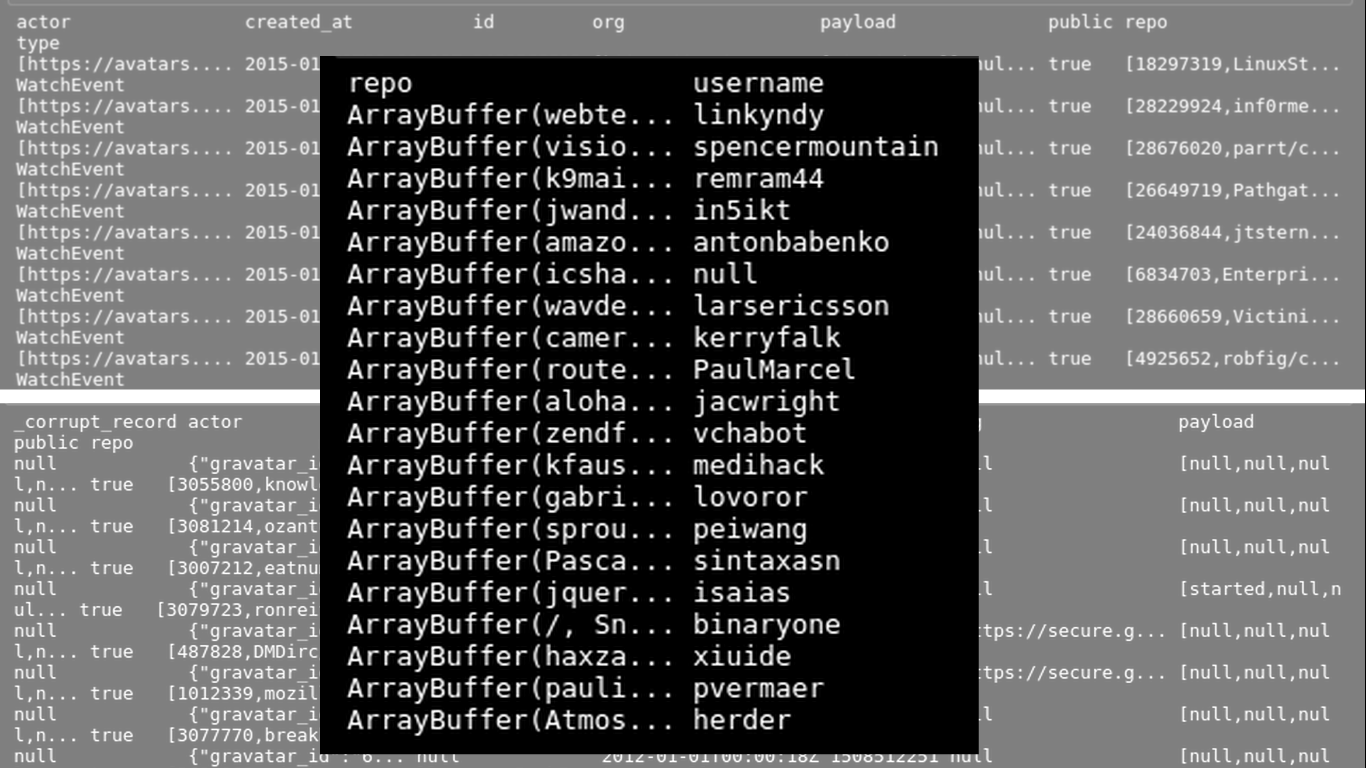 actor created_at id org payload public repo
type
[https://avatars.... 2015-01 nul... true [18297319,LinuxSt...
WatchEvent
[https://avatars.... 2015-01 nul... true [28229924,inf0rme...
WatchEvent
[https://avatars.... 2015-01 nul... true [28676020,parrt/c...
WatchEvent
[https://avatars.... 2015-01 nul... true [26649719,Pathgat...
WatchEvent
[https://avatars.... 2015-01 nul... true [24036844,jtstern...
WatchEvent
[https://avatars.... 2015-01 nul... true [6834703,Enterpri...
WatchEvent
[https://avatars.... 2015-01 nul... true [28660659,Victini...
WatchEvent
[https://avatars.... 2015-01 nul... true [4925652,robfig/c...
WatchEvent
repo username
ArrayBuffer(webte... linkyndy
ArrayBuffer(visio... spencermountain
ArrayBuffer(k9mai... remram44
ArrayBuffer(jwand... in5ikt
ArrayBuffer(amazo... antonbabenko
ArrayBuffer(icsha... null
ArrayBuffer(wavde... larsericsson
ArrayBuffer(camer... kerryfalk
ArrayBuffer(route... PaulMarcel
ArrayBuffer(aloha... jacwright
ArrayBuffer(zendf... vchabot
ArrayBuffer(kfaus... medihack
ArrayBuffer(gabri... lovoror
ArrayBuffer(sprou... peiwang
ArrayBuffer(Pasca... sintaxasn
ArrayBuffer(jquer... isaias
ArrayBuffer(/, Sn... binaryone
ArrayBuffer(haxza... xiuide
ArrayBuffer(pauli... pvermaer
ArrayBuffer(Atmos... herder
_corrupt_record actor payload
public repo
null {"gravatar_i l [null,null,nul
l,n... true [3055800,knowl
null {"gravatar_i l [null,null,nul
l,n... true [3081214,ozant
null {"gravatar_i l [null,null,nul
l,n... true [3007212,eatnu
null {"gravatar_i l [started,null,n
ul... true [3079723,ronrei
null {"gravatar_i ttps://secure.g... [null,null,nul
l,n... true [487828,DMDirc
null {"gravatar_i ttps://secure.g... [null,null,nul
l,n... true [1012339,mozil
null {"gravatar_i l [null,null,nul
l,n... true [3077770,break
null {"gravatar_id":"6... null 2012-01-01T00:00:18Z 1508512251 null [null,null,nul